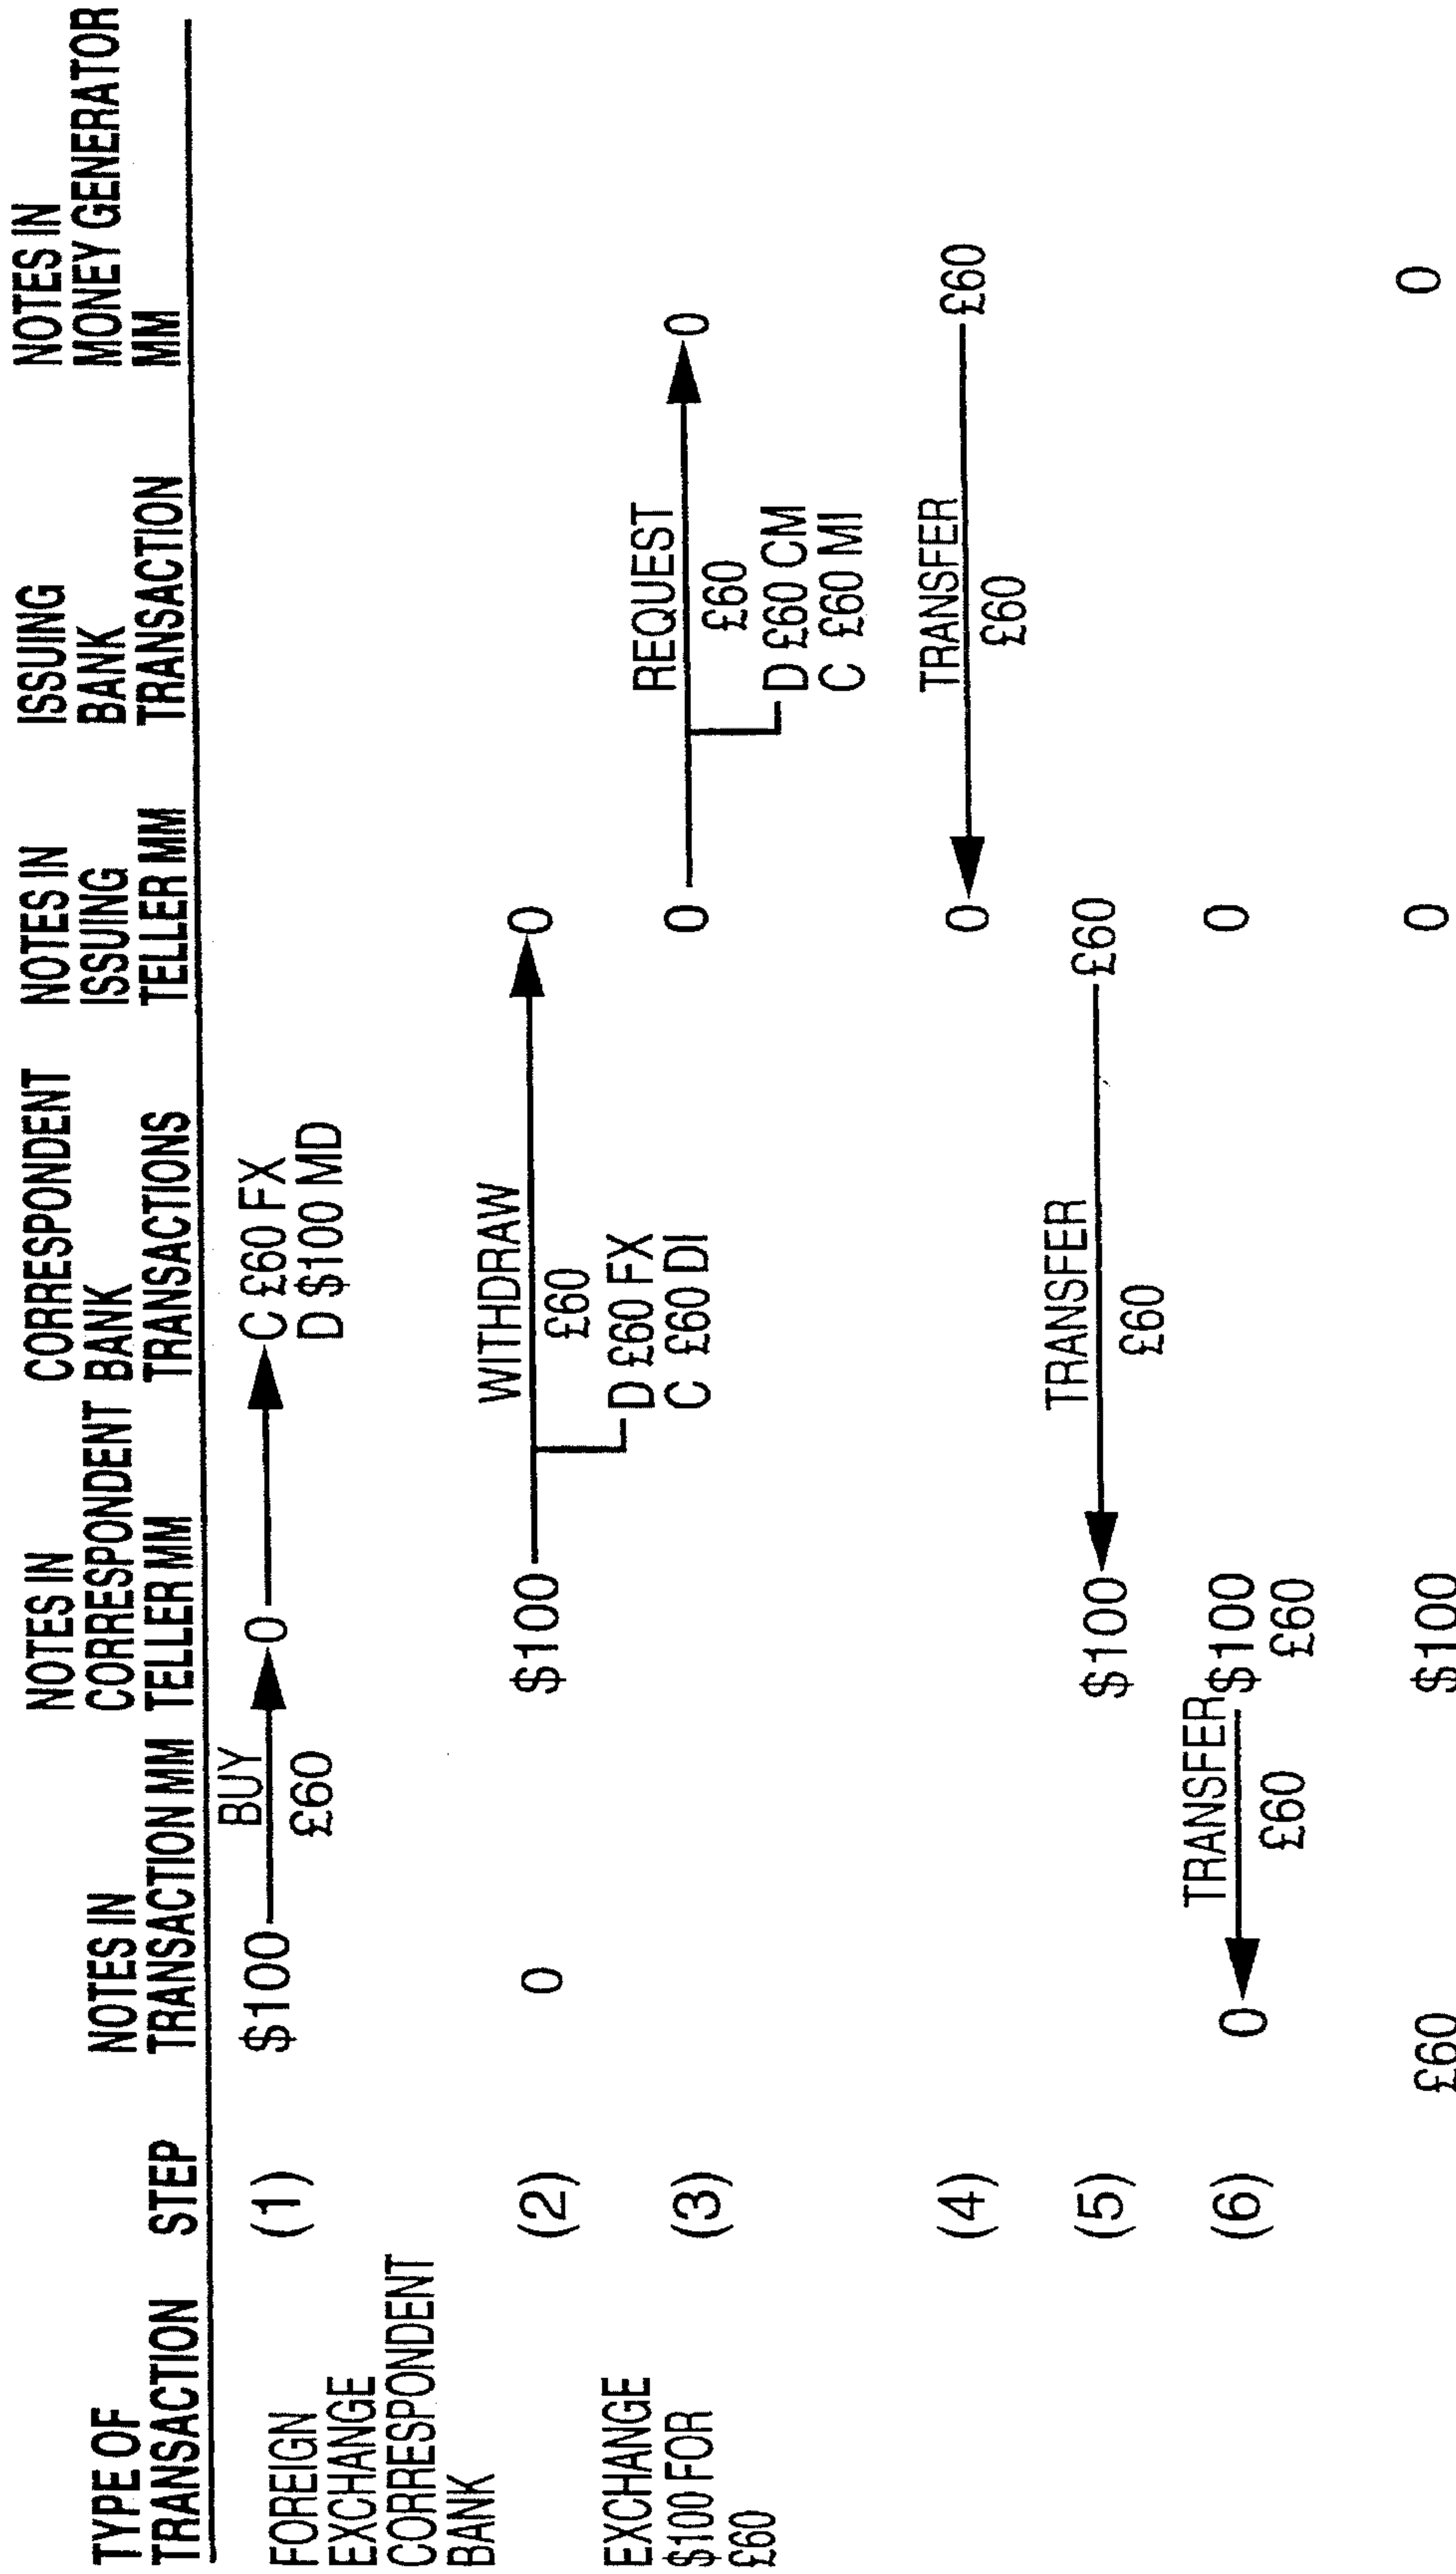 TYPE OF
TRANSACTION
STEP
NOTES IN
TRANSACTION MM
NOTES IN
CORRESPONDENT
TELLER MM
CORRESPONDENT
BANK
TRANSACTIONS
NOTES IN
ISSUING
TELLER MM
ISSUING
BANK
TRANSACTION
NOTES IN
MONEY GENERATOR
MM
FOREIGN
EXCHANGE
CORRESPONDENT
BANK
EXCHANGE
$100 FOR
£60
(1)
$100
BUY
£60
0
C £60 FX
D $100 MD
(2)
0
$100
WITHDRAW
£60
D £60 FX
C £60 DI
0
(3)
0
REQUEST
£60
D £60 CM
C £60 MI
0
(4)
0
TRANSFER
£60
£60
(5)
$100
TRANSFER
£60
£60
(6)
0
TRANSFER
£60
$100
£60
0
£60
$100
0
0